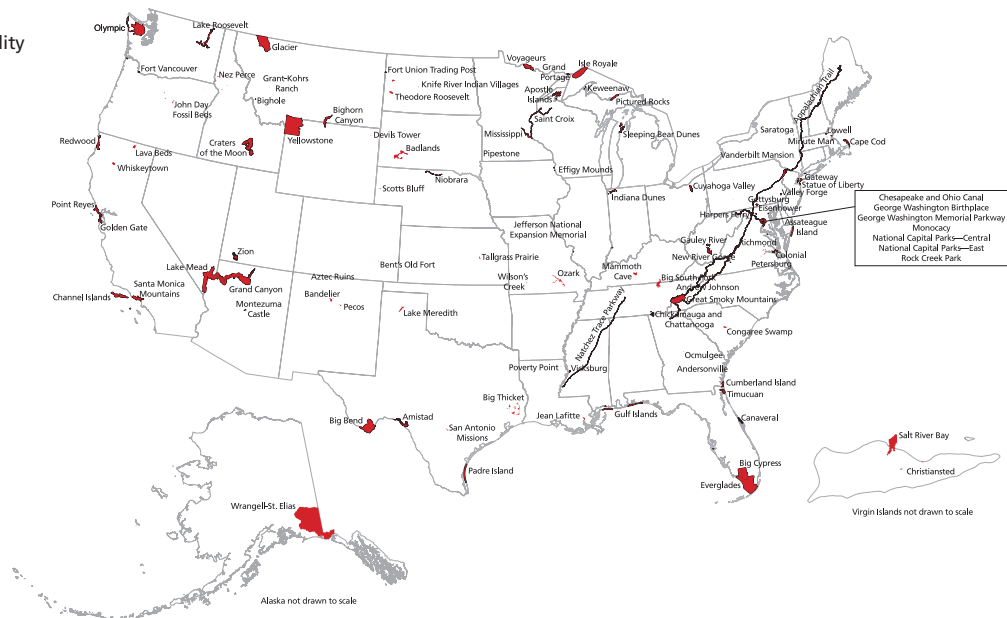 lity
Olympic
Lake Roosevelt
Glacier
Fort Vancouver
Nez Perce
Grant-Kohrs
Ranch
Bighole
John Day
Fossil Beds
Bighorn
Canyon
Yellowstone
Craters
of the Moon
Redwood
Lava Beds
Whiskeytown
Point Reyes
Golden Gate
Channel Islands
Santa Monica
Mountains
Lake Mead
Zion
Grand Canyon
Montezuma
Castle
Aztec Ruins
Bandelier
Pecos
Fort Union Trading Post
Knife River Indian Villages
Theodore Roosevelt
Devils Tower
Badlands
Pipestone
Scotts Bluff
Niobrara
Bent's Old Fort
Lake Meredith
Tallgrass Prairie
Wilson's
Creek
Ozark
Jefferson National
Expansion Memorial
Effigy Mounds
Voyageurs
Grand
Portage
Isle Royale
Apostle
Islands
Keweenaw
Pictured Rocks
Saint Croix
Mississippi
Sleeping Bear Dunes
Indiana Dunes
Cuyahoga Valley
Appalachian Trail
Saratoga
Lowell
Minute Man
Cape Cod
Vanderbilt Mansion
Gateway
Statue of Liberty
Valley Forge
Gettysburg
Eisenhower
Harpers Ferry
Assateague
Island
Chesapeake and Ohio Canal
George Washington Birthplace
George Washington Memorial Parkway
Monocacy
National Capital Parks—Central
National Capital Parks—East
Rock Creek Park
Gauley River
New River Gorge
Richmond
Colonial
Petersburg
Mammoth
Cave
Big South Fork
Andrew Johnson
Great Smoky Mountains
Chickamauga and
Chattanooga
Natchez Trace Parkway
Congaree Swamp
Ocmulgee
Andersonville
Cumberland Island
Timucuan
Canaveral
Poverty Point
Vicksburg
Big Thicket
Jean Lafitte
Gulf Islands
Big Bend
Amistad
San Antonio
Missions
Padre Island
Big Cypress
Everglades
Salt River Bay
Christiansted
Virgin Islands not drawn to scale
Wrangell-St. Elias
Alaska not drawn to scale